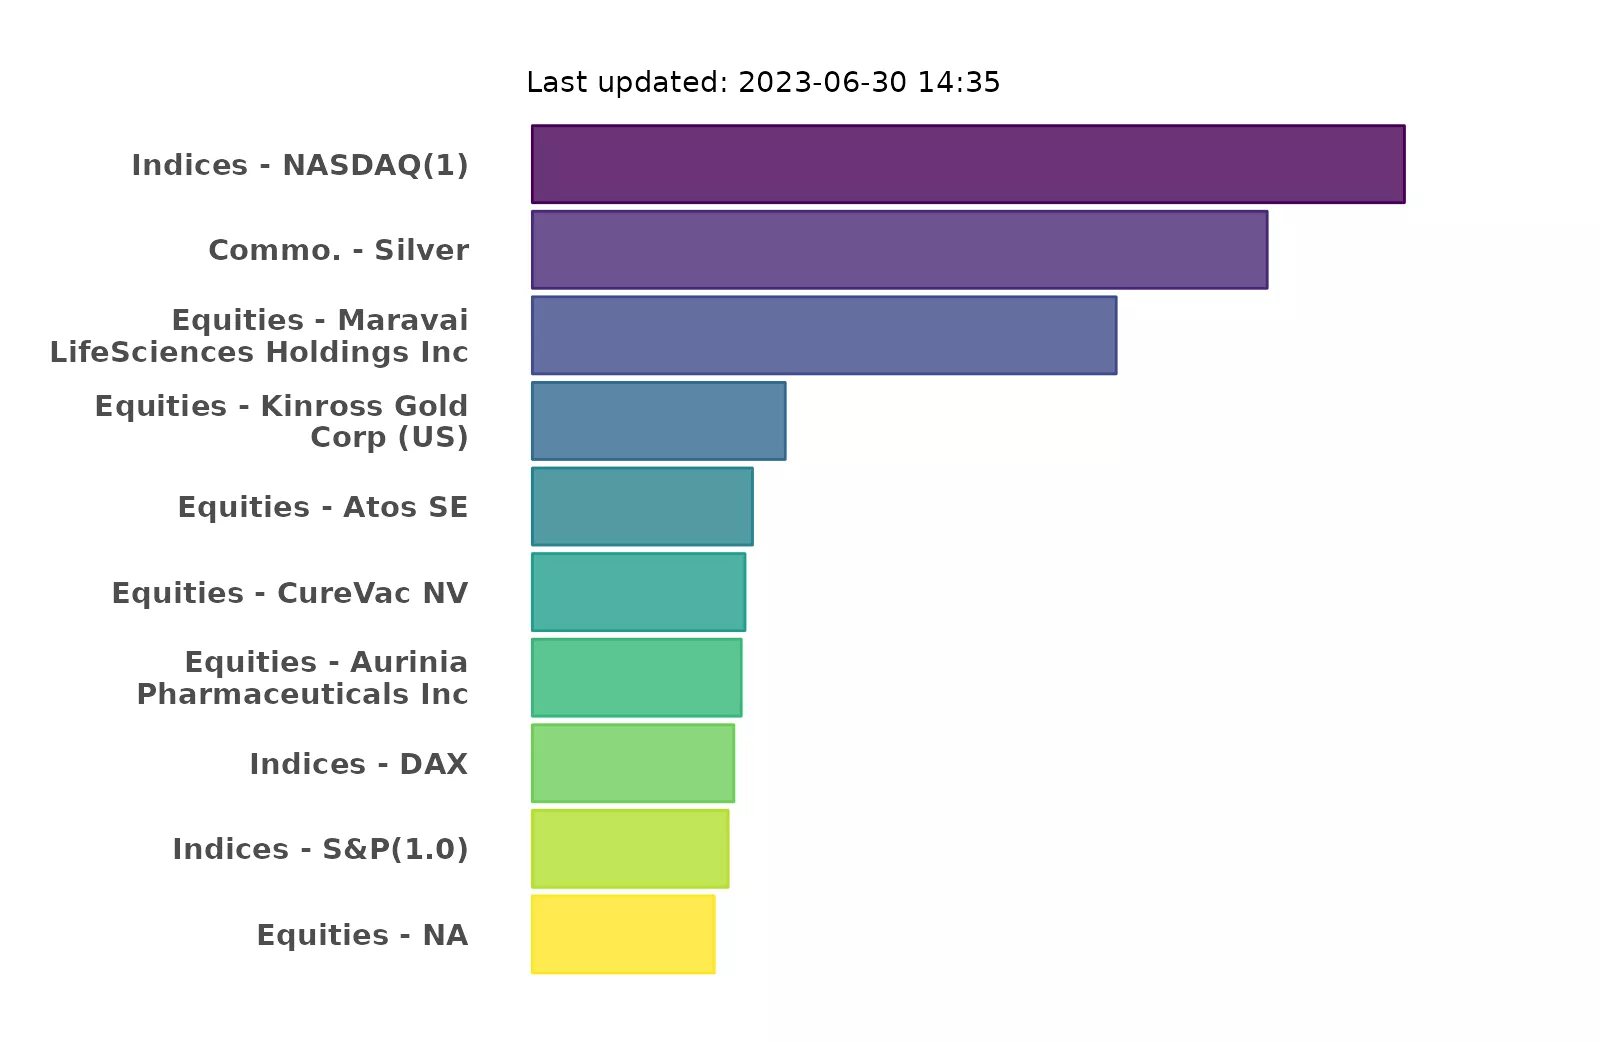 Last updated: 2023-06-30 14:35
Indices - NASDAQ(1)
Commo. - Silver
Equities - Maravai
LifeSciences Holdings Inc
Equities - Kinross Gold
Corp (US)
Equities - Atos SE
Equities - CureVac NV
Equities - Aurinia
Pharmaceuticals Inc
Indices - DAX
Indices - S&P(1.0)
Equities - NA